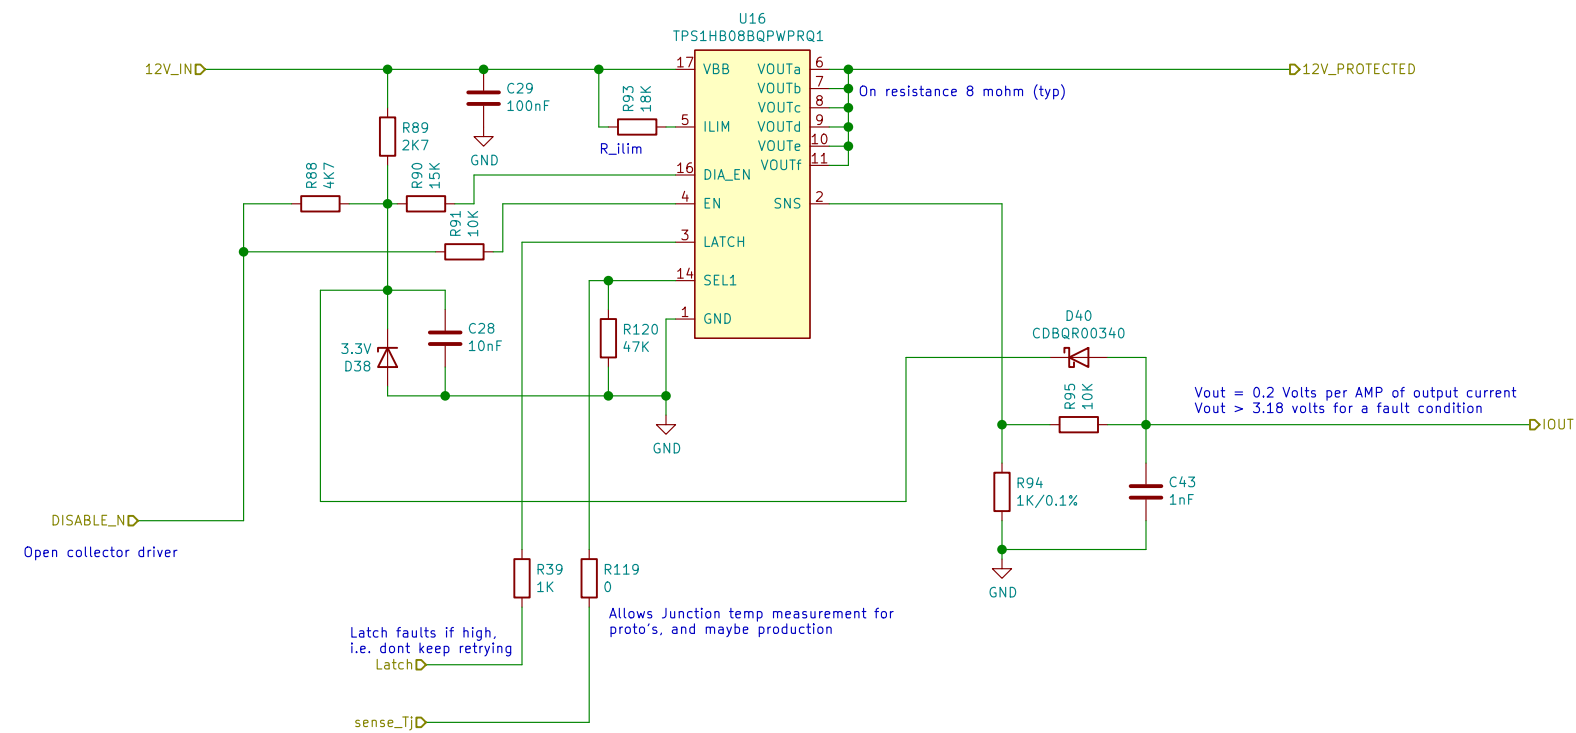 U16
TPS1HB08BQPWPRQ1
12V_IN
17
VBB
VOUTa
6
12V_PROTECTED
C29
100nF
R93
18K
VOUTb
7
On resistance 8 mohm (typ)
VOUTc
8
5
ILIM
VOUTd
9
R89
2K7
GND
R_ilim
VOUTe
10
VOUTf
11
R88
4K7
R90
15K
16
DIA_EN
4
EN
SNS
2
R91
10K
3
LATCH
14
SEL1
1
GND
C28
10nF
R120
47K
3.3V
D38
D40
CDBQR00340
R95
10K
Vout = 0.2 Volts per AMP of output current
Vout > 3.18 volts for a fault condition
IOUT
GND
R94
1K/0.1%
C43
1nF
DISABLE_N
Open collector driver
R39
1K
R119
0
GND
Allows Junction temp measurement for
proto's, and maybe production
Latch faults if high,
i.e. dont keep retrying
Latch
sense_Tj